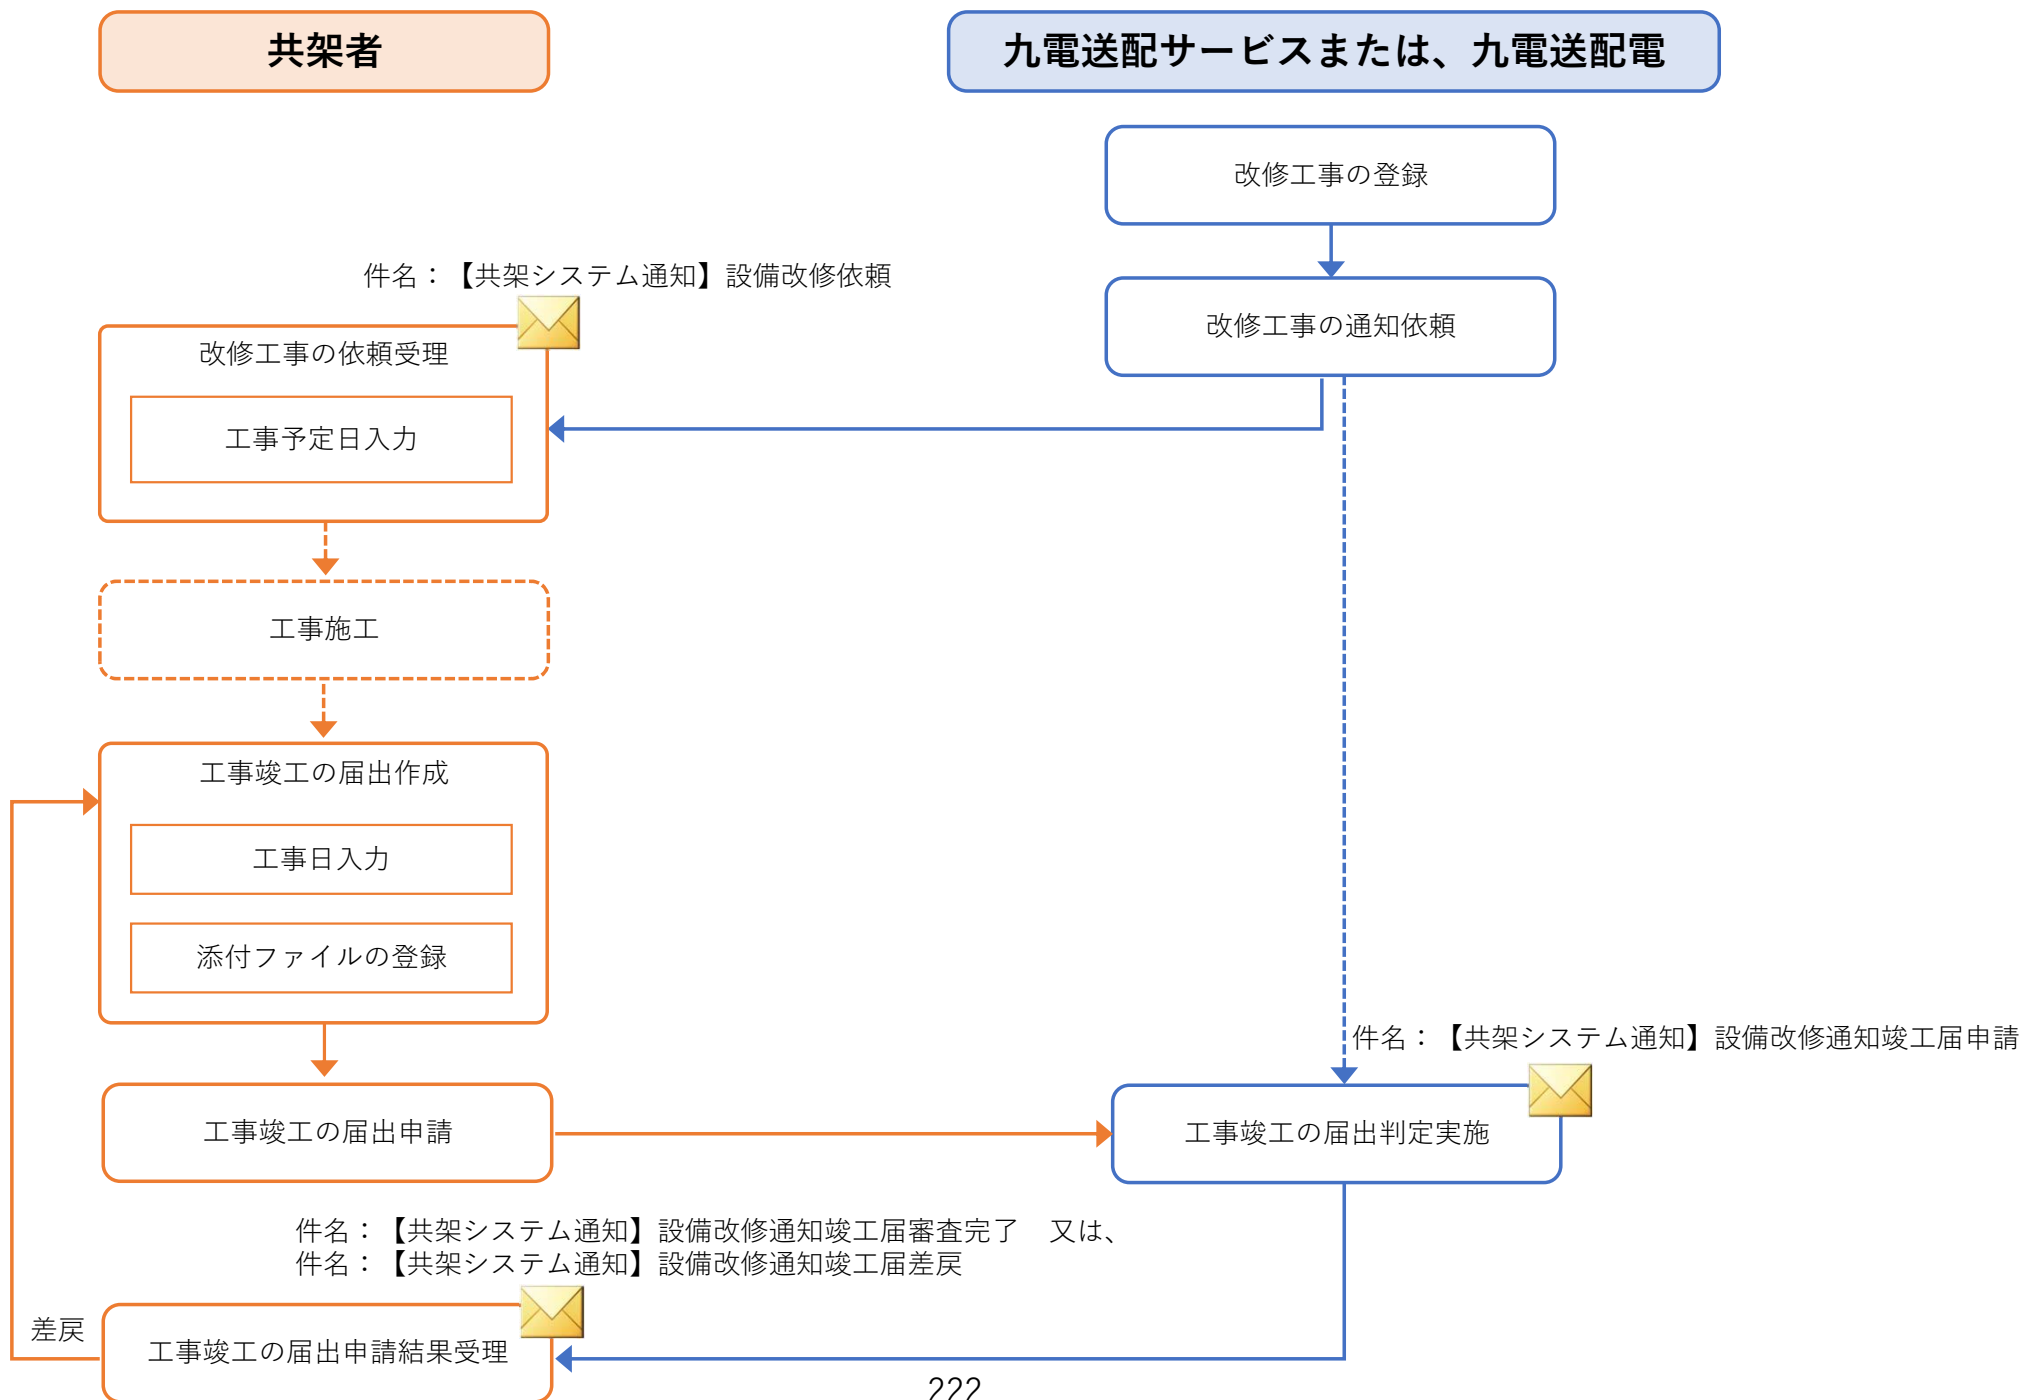 共架者
九電送配サービスまたは、九電送配電
改修工事の登録
件名：【共架システム通知】設備改修依頼
改修工事の通知依頼
改修工事の依頼受理
工事予定日入力
工事施工
工事竣工の届出作成
工事日入力
添付ファイルの登録
件名：【共架システム通知】設備改修通知竣工届申請
工事竣工の届出申請
工事竣工の届出判定実施
件名：【共架システム通知】設備改修通知竣工届審査完了　又は、
件名：【共架システム通知】設備改修通知竣工届差戻
差戻
工事竣工の届出申請結果受理
222